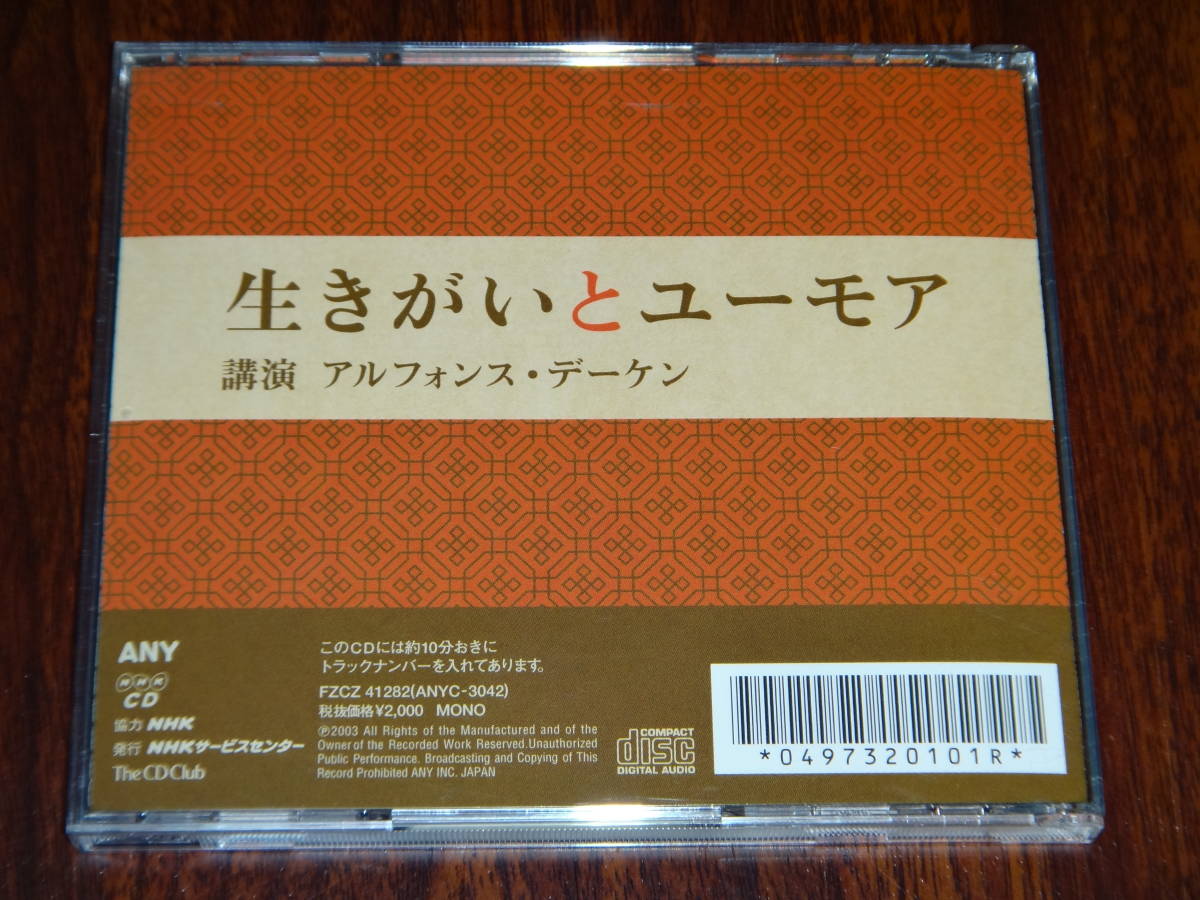 生きがいとユーモア
講演 アルフォンス・デーケン
ANY
NHK
CD
協力 NHK
発行 NHKサービスセンター
The CD Club
このCDには約10分おきに
トラックナンバーを入れてあります。
FZCZ 41282(ANYC-3042)
税抜価格¥2,000 MONO
℗2003 All Rights of the Manufactured and of the
Owner of the Recorded Work Reserved.Unauthorized
Public Performance. Broadcasting and Copying of This
Record Prohibited ANY INC. JAPAN
COMPACT
disc
DIGITAL AUDIO
*0497320101R*